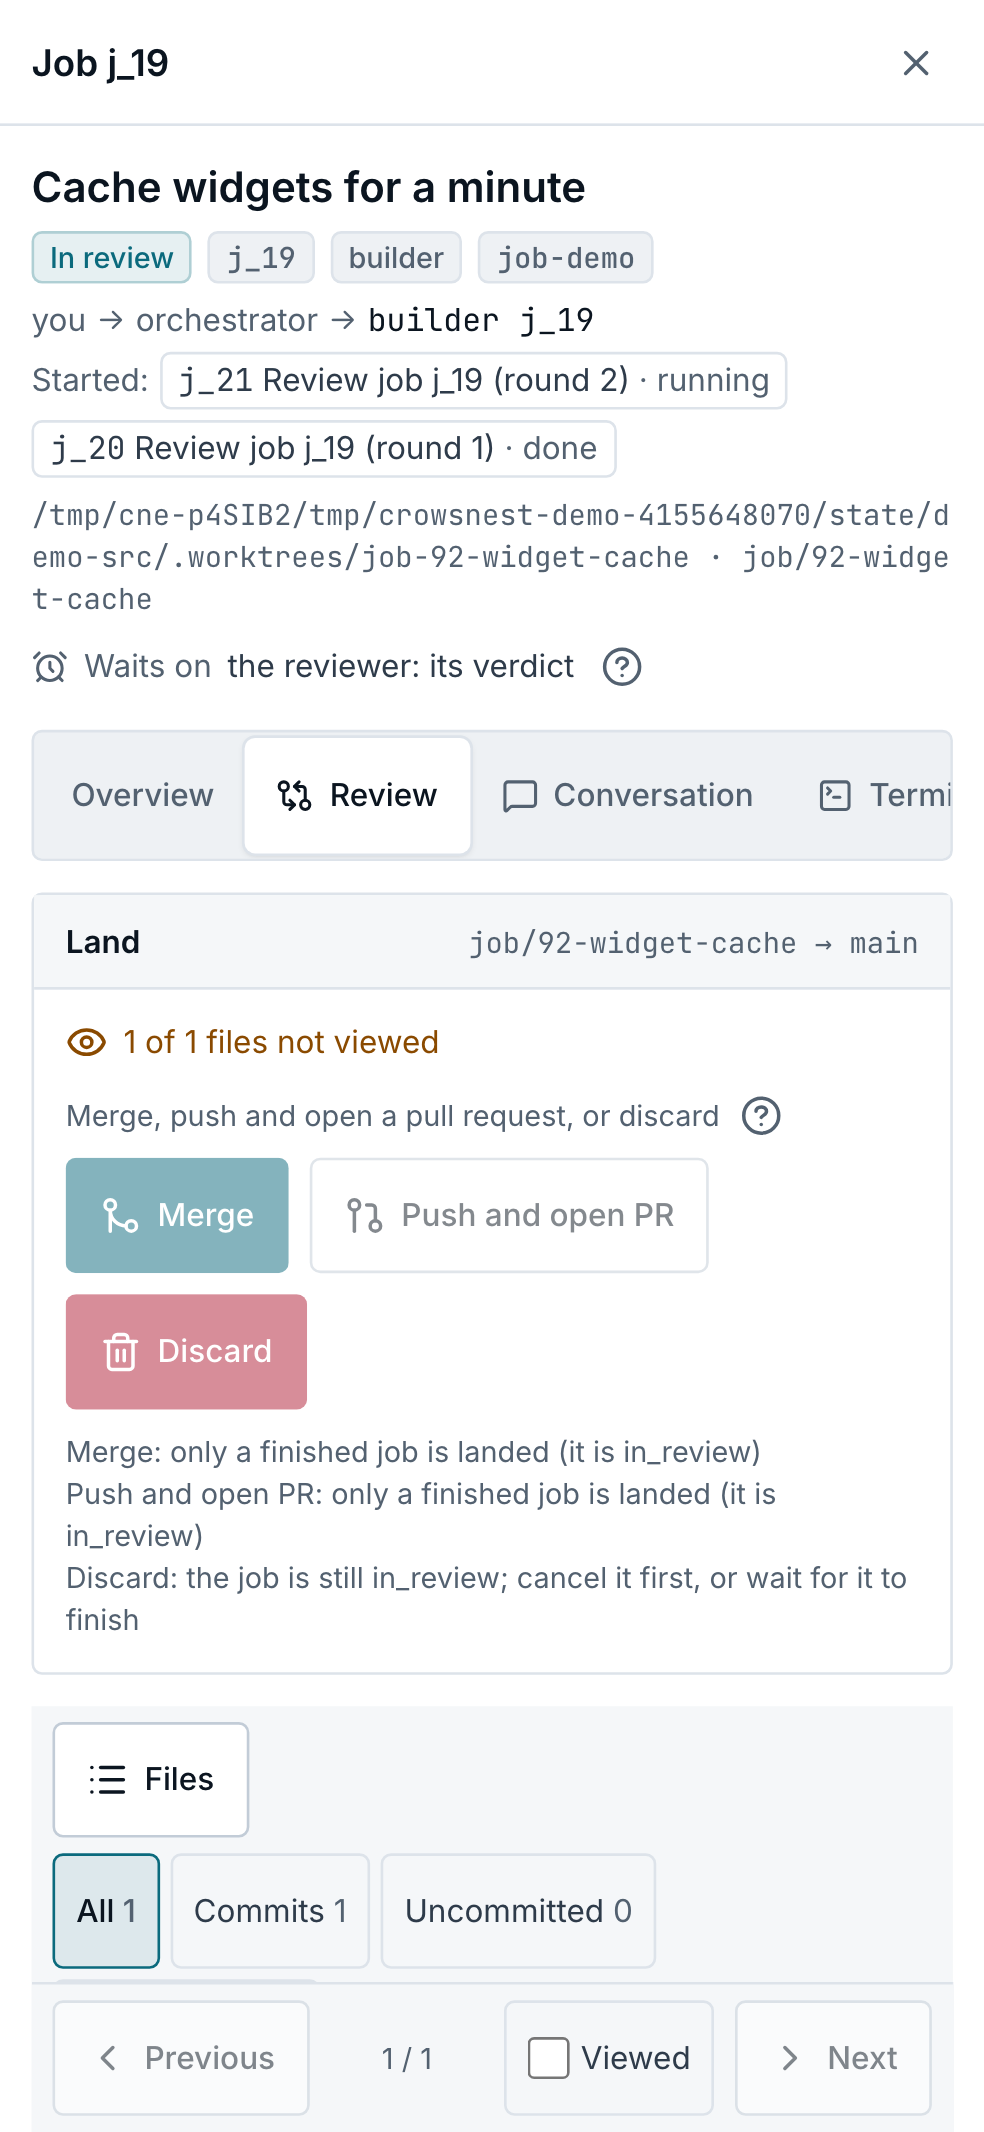 Job j_19
Cache widgets for a minute
In review j_19 builder job-demo
you → orchestrator → builder j_19
Started: j_21 Review job j_19 (round 2) · running
j_20 Review job j_19 (round 1) · done
/tmp/cne-p4SIB2/tmp/crowsnest-demo-4155648070/state/d
emo-src/.worktrees/job-92-widget-cache · job/92-widge
t-cache
Waits on the reviewer: its verdict
Overview Review Conversation Termi
Land job/92-widget-cache → main
1 of 1 files not viewed
Merge, push and open a pull request, or discard
Merge Push and open PR
Discard
Merge: only a finished job is landed (it is in_review)
Push and open PR: only a finished job is landed (it is
in_review)
Discard: the job is still in_review; cancel it first, or wait for it to
finish
Files
All 1 Commits 1 Uncommitted 0
Previous 1 / 1 Viewed Next